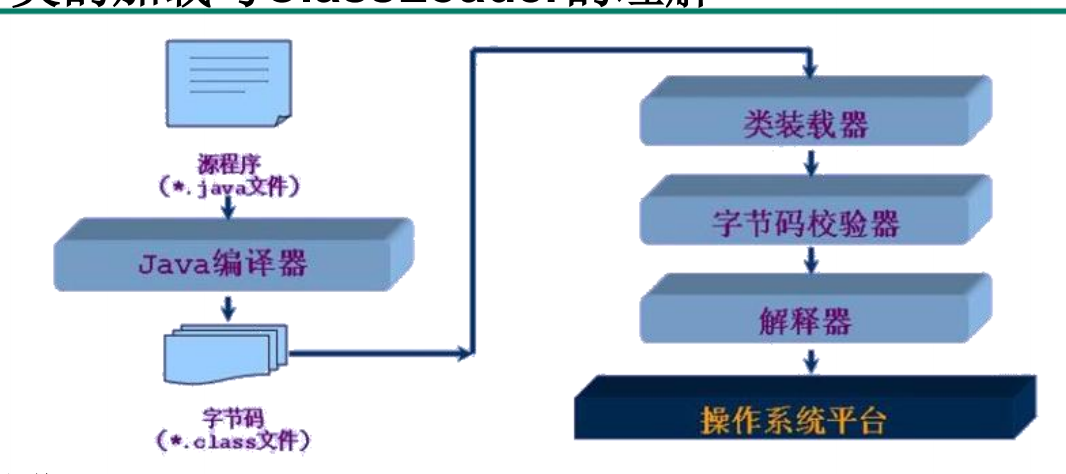 源程序
(*.java文件)
Java编译器
字节码
(*.class文件)
类装载器
字节码校验器
解释器
操作系统平台